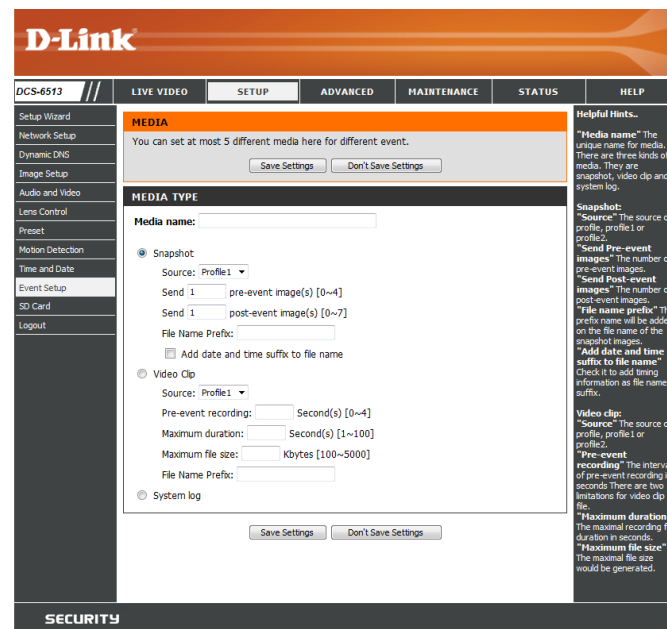 D-Link
DCS-6513
LIVE VIDEO
SETUP
ADVANCED
MAINTENANCE
STATUS
HELP
Setup Wizard
Network Setup
Dynamic DNS
Image Setup
Audio and Video
Lens Control
Preset
Motion Detection
Time and Date
Event Setup
SD Card
Logout
MEDIA
You can set at most 5 different media here for different event.
Save Settings
Don't Save Settings
MEDIA TYPE
Media name:
Snapshot
Source: Profile1
Send 1 pre-event image(s) [0~4]
Send 1 post-event image(s) [0~7]
File Name Prefix:
Add date and time suffix to file name
Video Clip
Source: Profile1
Pre-event recording: Second(s) [0~4]
Maximum duration: Second(s) [1~100]
Maximum file size: Kbytes [100~5000]
File Name Prefix:
System log
Save Settings
Don't Save Settings
Helpful Hints..
"Media name" The
unique name for media.
There are three kinds of
media. They are
snapshot, video clip and
system log.
Snapshot:
"Source" The source
profile, profile1 or
profile2.
"Send Pre-event
images" The number
pre-event images.
"Send Post-event
images" The number
post-event images.
"File name prefix"
prefix name will be
on the file name of the
snapshot images.
"Add date and time
suffix to file name"
Check it to add timing
information as file name
suffix.
Video clip:
"Source" The source
profile, profile1 or
profile2.
"Pre-event
recording" The
of pre-event recording
seconds There are two
limitations for video clip
file.
"Maximum duration
The maximal recording
duration in seconds.
"Maximum file size"
The maximal file size
would be generated.
SECURITY